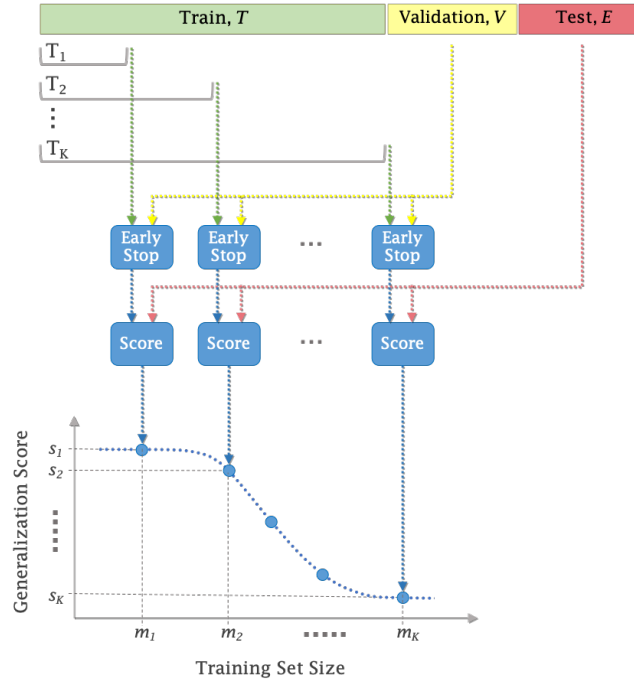 Train, T
Validation, V
Test, E
T1
T2
⋮
TK
Early Stop
Early Stop
...
Early Stop
Score
Score
...
Score
Generalization Score
s1
s2
sK
m1
m2
.....
mK
Training Set Size